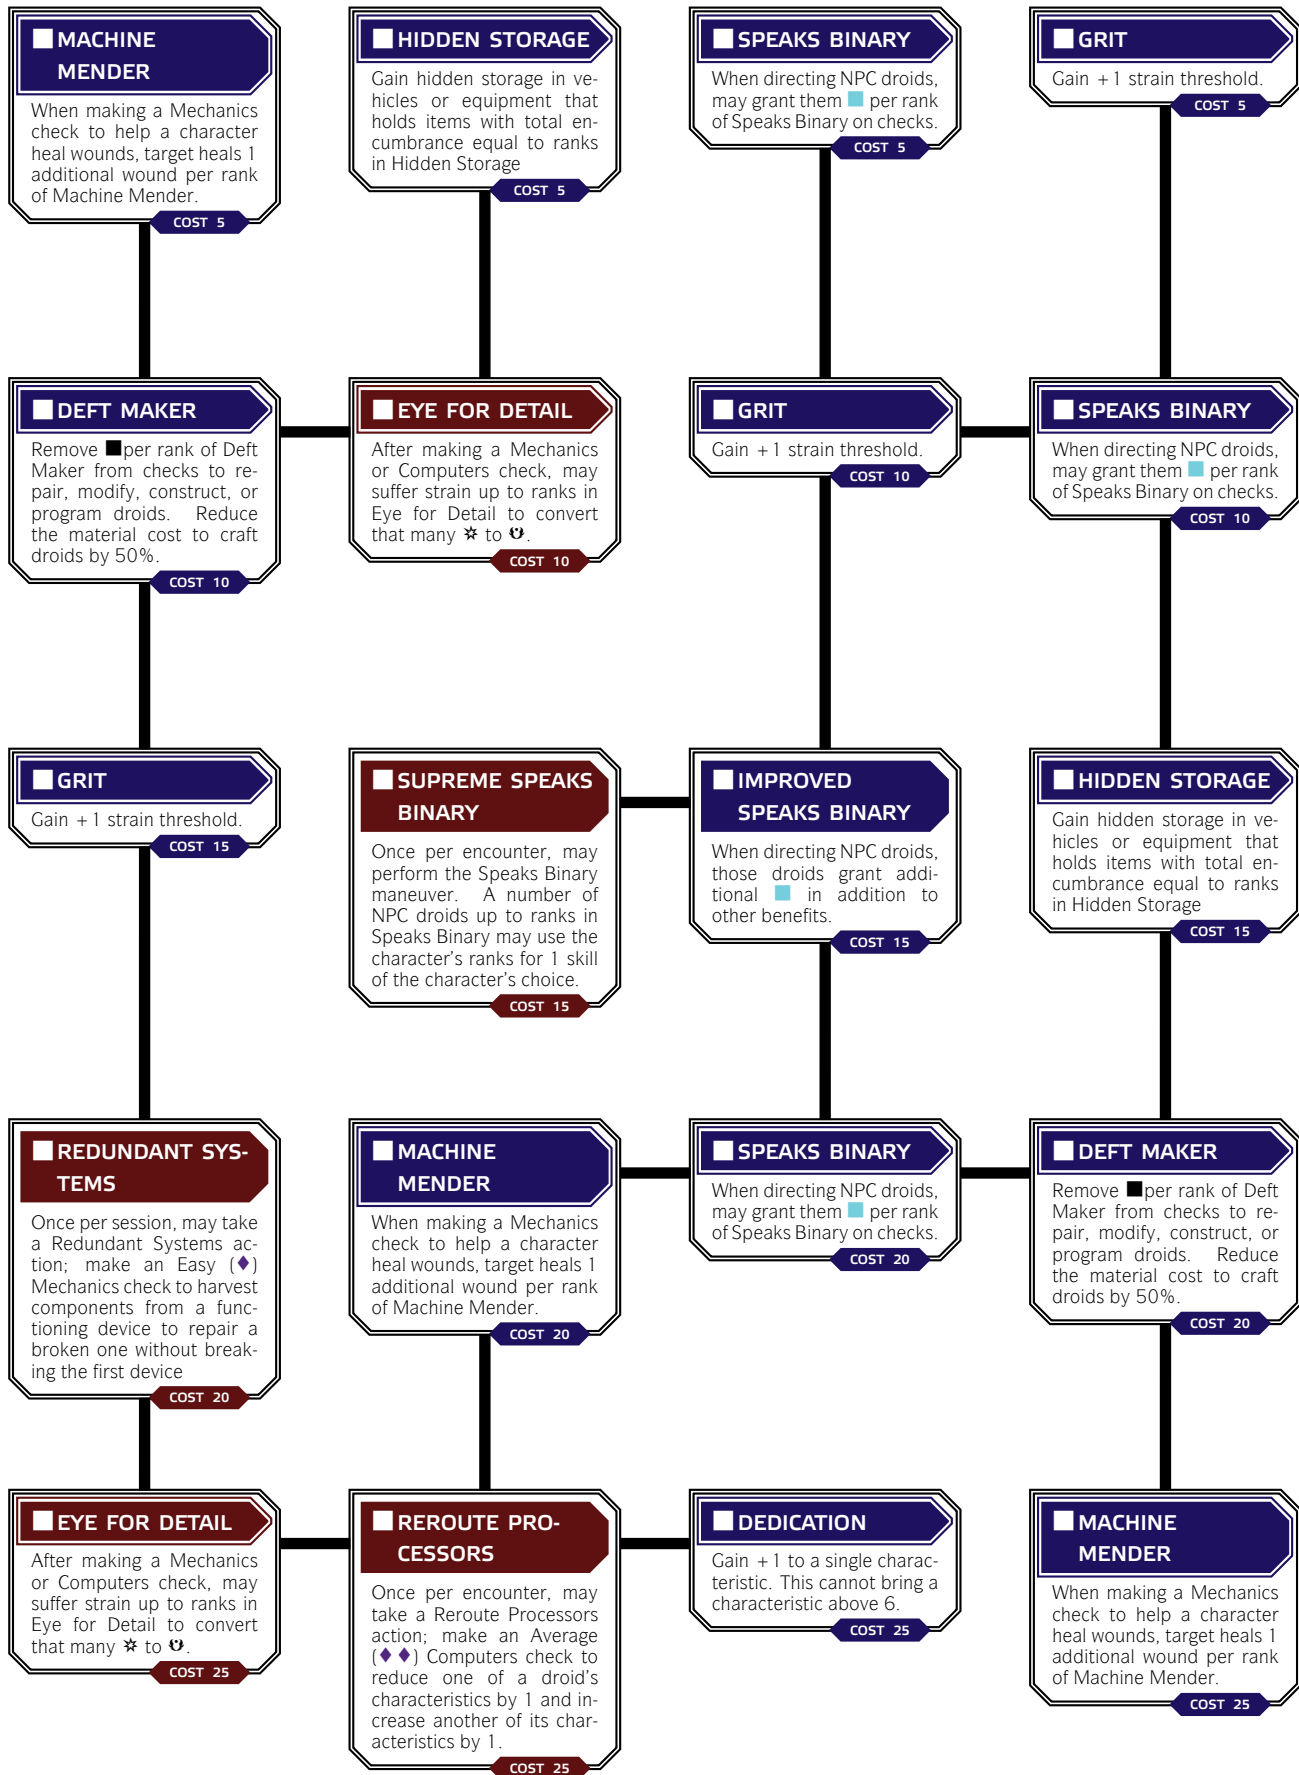 MACHINE
MENDER
When making a Mechanics
check to help a character
heal wounds, target heals 1
additional wound per rank
of Machine Mender.
COST 5
HIDDEN STORAGE
Gain hidden storage in ve-
hicles or equipment that
holds items with total en-
cumbrance equal to ranks
in Hidden Storage
COST 5
SPEAKS BINARY
When directing NPC droids,
may grant them per rank
of Speaks Binary on checks.
COST 5
GRIT
Gain +1 strain threshold.
COST 5
DEFT MAKER
Remove per rank of Deft
Maker from checks to re-
pair, modify, construct, or
program droids. Reduce
the material cost to craft
droids by 50%.
COST 10
EYE FOR DETAIL
After making a Mechanics
or Computers check, may
suffer strain up to ranks in
Eye for Detail to convert
that many to .
COST 10
GRIT
Gain +1 strain threshold.
COST 10
SPEAKS BINARY
When directing NPC droids,
may grant them per rank
of Speaks Binary on checks.
COST 10
GRIT
Gain +1 strain threshold.
COST 15
SUPREME SPEAKS
BINARY
Once per encounter, may
perform the Speaks Binary
maneuver. A number of
NPC droids up to ranks in
Speaks Binary may use the
character's ranks for 1 skill
of the character's choice.
COST 15
IMPROVED
SPEAKS BINARY
When directing NPC droids,
those droids grant addi-
tional in addition to
other benefits.
COST 15
HIDDEN STORAGE
Gain hidden storage in ve-
hicles or equipment that
holds items with total en-
cumbrance equal to ranks
in Hidden Storage
COST 15
REDUNDANT SYS-
TEMS
Once per session, may take
a Redundant Systems ac-
tion; make an Easy (♦)
Mechanics check to harvest
components from a func-
tioning device to repair a
broken one without break-
ing the first device
COST 20
MACHINE
MENDER
When making a Mechanics
check to help a character
heal wounds, target heals 1
additional wound per rank
of Machine Mender.
COST 20
SPEAKS BINARY
When directing NPC droids,
may grant them per rank
of Speaks Binary on checks.
COST 20
DEFT MAKER
Remove per rank of Deft
Maker from checks to re-
pair, modify, construct, or
program droids. Reduce
the material cost to craft
droids by 50%.
COST 20
EYE FOR DETAIL
After making a Mechanics
or Computers check, may
suffer strain up to ranks in
Eye for Detail to convert
that many to .
COST 25
REROUTE PRO-
CESSORS
Once per encounter, may
take a Reroute Processors
action; make an Average
(♦♦) Computers check to
reduce one of a droid's
characteristics by 1 and in-
crease another of its char-
acteristics by 1.
COST 25
DEDICATION
Gain +1 to a single charac-
teristic. This cannot bring a
characteristic above 6.
COST 25
MACHINE
MENDER
When making a Mechanics
check to help a character
heal wounds, target heals 1
additional wound per rank
of Machine Mender.
COST 25